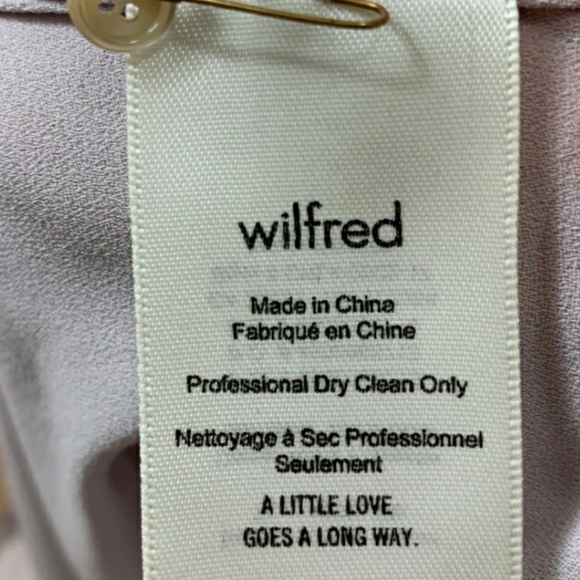 wilfred
Made in China
Fabriqué en Chine
Professional Dry Clean Only
Nettoyage à Sec Professionnel
Seulement
A LITTLE LOVE
GOES A LONG WAY.